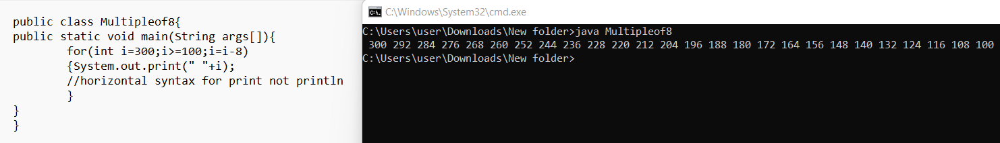 public class Multipleof8{
public static void main(String args[]){
for(int i=300;i>=100;i=i-8)
{System.out.print(" "+i);
//horizontal syntax for print not println
}
}
}
C:\Windows\System32\cmd.exe
C:\Users\user\Downloads\New folder>java Multipleof8
300 292 284 276 268 260 252 244 236 228 220 212 204 196 188 180 172 164 156 148 140 132 124 116 108 100
C:\Users\user\Downloads\New folder>